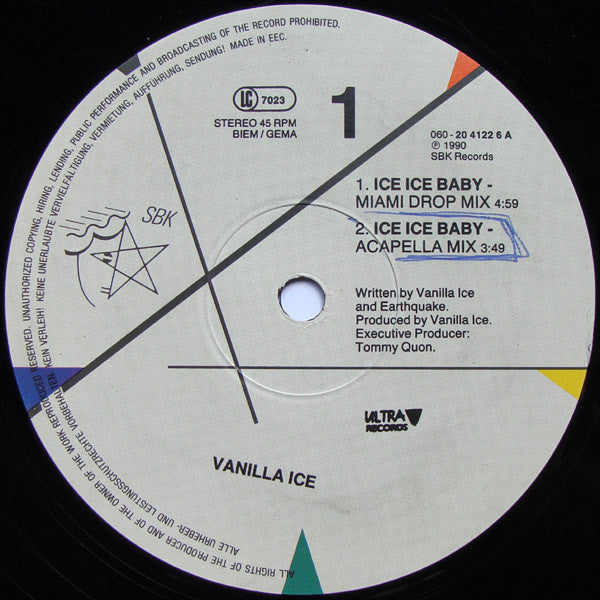 ALL RIGHTS OF THE PRODUCER AND OF THE OWNER OF THE WORK REPRODUCED RESERVED. UNAUTHORIZED COPYING, HIRING, LENDING, PUBLIC PERFORMANCE AND BROADCASTING OF THE RECORD PROHIBITED.
ALLE URHEBER- UND LEISTUNGSSCHUTZRECHTE VORBEHALTEN. KEIN VERLEIH! KEINE UNERLAUBTE VERVIELFÄLTIGUNG, VERMIETUNG, AUFFÜHRUNG, SENDUNG! MADE IN EEC.
LC 7023
STEREO 45 RPM
BIEM / GEMA
1
060 - 20 4122 6 A
Ⓟ 1990
SBK Records
SBK
1. ICE ICE BABY -
MIAMI DROP MIX 4:59
2. ICE ICE BABY -
ACAPELLA MIX 3:49
Written by Vanilla Ice
and Earthquake.
Produced by Vanilla Ice.
Executive Producer:
Tommy Quon.
ULTRA
RECORDS
VANILLA ICE